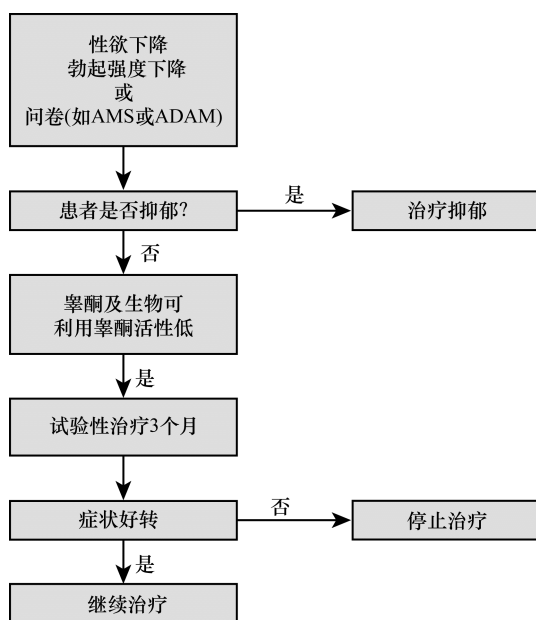 性欲下降
勃起强度下降
或
问卷(如AMS或ADAM)
患者是否抑郁?
是
治疗抑郁
否
睾酮及生物可
利用睾酮活性低
是
试验性治疗3个月
症状好转
否
停止治疗
是
继续治疗